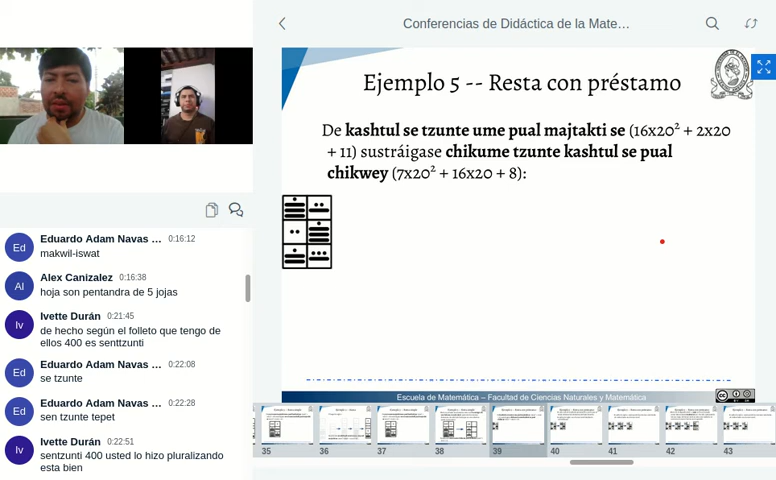 Conferencias de Didáctica de la Mate…
Ejemplo 5 -- Resta con préstamo
De kashtul se tzunte ume pual majtakti se (16x20² + 2x20
+ 11) sustráigase chikume tzunte kashtul se pual
chikwey (7x20² + 16x20 + 8):
Escuela de Matemática – Facultad de Ciencias Naturales y Matemática
35
36
37
38
39
40
41
42
43
Ed
Eduardo Adam Navas … 0:16:12
makwil-iswat
Al
Alex Canizalez 0:16:38
hoja son pentandra de 5 jojas
Iv
Ivette Durán 0:21:45
de hecho según el folleto que tengo de
ellos 400 es senttzunti
Ed
Eduardo Adam Navas … 0:22:08
se tzunte
Ed
Eduardo Adam Navas … 0:22:28
sen tzunte tepet
Iv
Ivette Durán 0:22:51
sentzunti 400 usted lo hizo pluralizando
esta bien